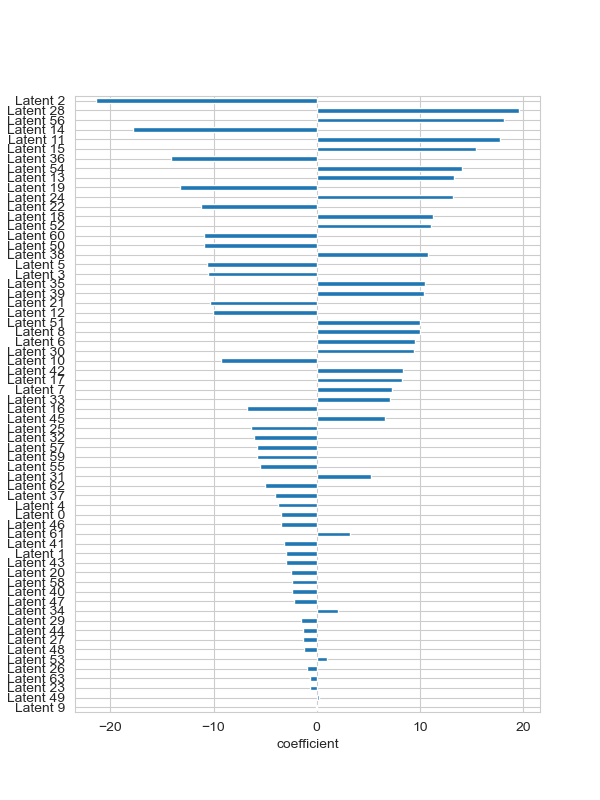 Latent 2
Latent 28
Latent 56
Latent 14
Latent 11
Latent 15
Latent 36
Latent 54
Latent 13
Latent 19
Latent 24
Latent 22
Latent 18
Latent 52
Latent 60
Latent 50
Latent 38
Latent 5
Latent 3
Latent 35
Latent 39
Latent 21
Latent 12
Latent 51
Latent 8
Latent 6
Latent 30
Latent 10
Latent 42
Latent 17
Latent 7
Latent 33
Latent 16
Latent 45
Latent 25
Latent 32
Latent 57
Latent 59
Latent 55
Latent 31
Latent 62
Latent 37
Latent 4
Latent 0
Latent 46
Latent 61
Latent 41
Latent 1
Latent 43
Latent 20
Latent 58
Latent 40
Latent 47
Latent 34
Latent 29
Latent 44
Latent 27
Latent 48
Latent 53
Latent 26
Latent 63
Latent 23
Latent 49
Latent 9
−20 −10 0 10 20
coefficient